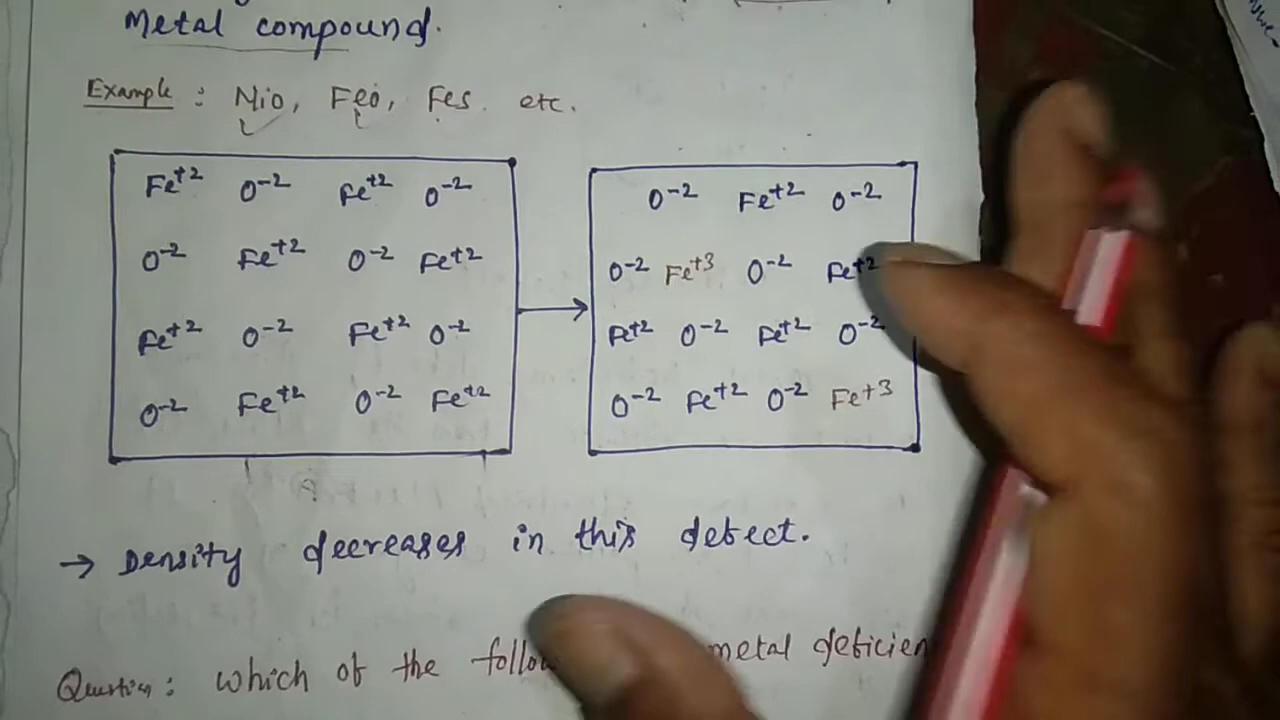 Metal compound.
Example : Nio, Feo, Fes. etc.
Fe+2 O-2 Fe+2 O-2
O-2 Fe+2 O-2 Fe+2
Fe+2 O-2 Fe+2 O-2
O-2 Fe+2 O-2 Fe+2
O-2 Fe+2 O-2
O-2 Fe+3 O-2 Fe+2
Fe+2 O-2 Fe+2 O-2
O-2 Fe+2 O-2 Fe+3
→ Density decreases in this defect.
Question : which of the metal